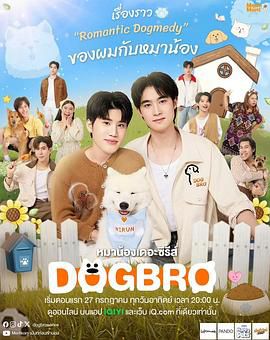 เรื่องราว
"Romantic Dogmedy"
ของผมกับหมาน้อง
NIRUN
DOG
BRO
หมาน้องเดอะซีรีส์
DOGBRO
เริ่มตอนแรก 27 กรกฎาคม ทุกวันอาทิตย์ เวลา 20:00 น.
ดูออนไลน์ บนแอป iQIYI และเว็บ iQ.com ที่เดียวเท่านั้น
dogbroseries
PANDO